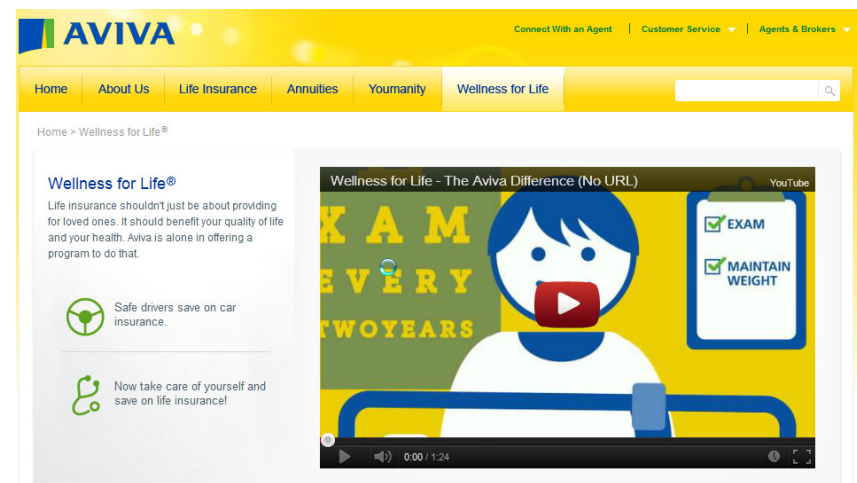 AVIVA
Connect With an Agent | Customer Service | Agents & Brokers
Home About Us Life Insurance Annuities Youmanity Wellness for Life
Home > Wellness for Life®
Wellness for Life®
Life insurance shouldn't just be about providing
for loved ones. It should benefit your quality of life
and your health. Aviva is alone in offering a
program to do that.
Safe drivers save on car
insurance.
Now take care of yourself and
save on life insurance!
Wellness for Life - The Aviva Difference (No URL)
YouTube
EXAM
EVERY
TWOYEARS
EXAM
MAINTAIN
WEIGHT
0:00 / 1:24